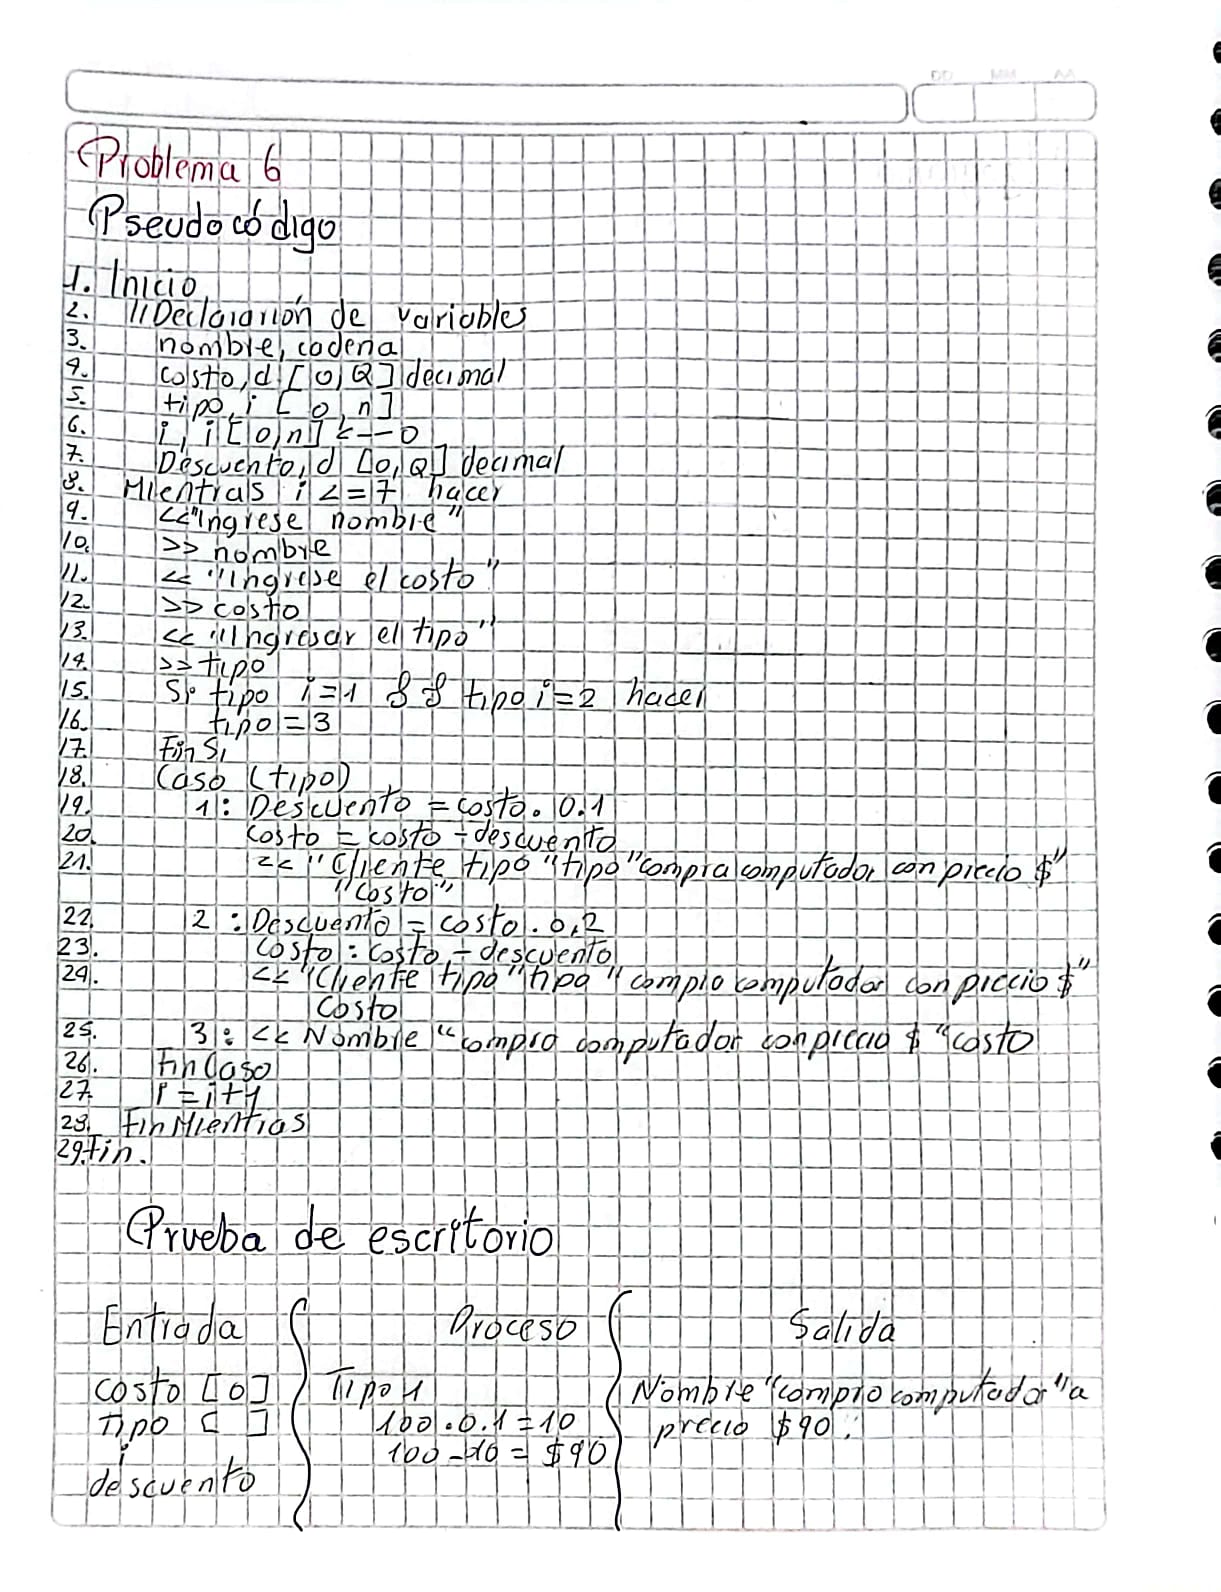 DD MM AA
Problema 6
Pseudocódigo
1. Inicio
2. //Declaración de variables
3. nombre, cadena
4. costo, d [0,Q] decimal
5. tipo, i [0,n]
6. i, i [0,n] <--0
7. Descuento, d [0,Q] decimal
8. Mientras i <=7 hacer
9. <<"Ingrese nombre"
10. >> nombre
11. << "Ingrese el costo"
12. >> costo
13. << "Ingresar el tipo"
14. >> tipo
15. Si tipo i=1 && tipo i=2 hacer
16. tipo = 3
17. Fin Si
18. Caso (tipo)
19. 1: Descuento = costo. 0.1
20. costo = costo - descuento
21. << "Cliente tipo "tipo "compra computador con precio $"
"costo"
22. 2 : Descuento = costo . 0,2
23. costo : costo - descuento
24. << "Cliente tipo "tipo " compro computador con precio $"
costo
25. 3: << Nombre "compro computador con precio $ "costo
26. Fin Caso
27. i = i+1
28. Fin Mientras
29. Fin.
Prueba de escritorio
Entrada Proceso Salida
costo [0] Tipo 1 Nombre "compro computador" a
Tipo [ ] 100.0.1=10 precio $90.
i 100-10 = $90
descuento